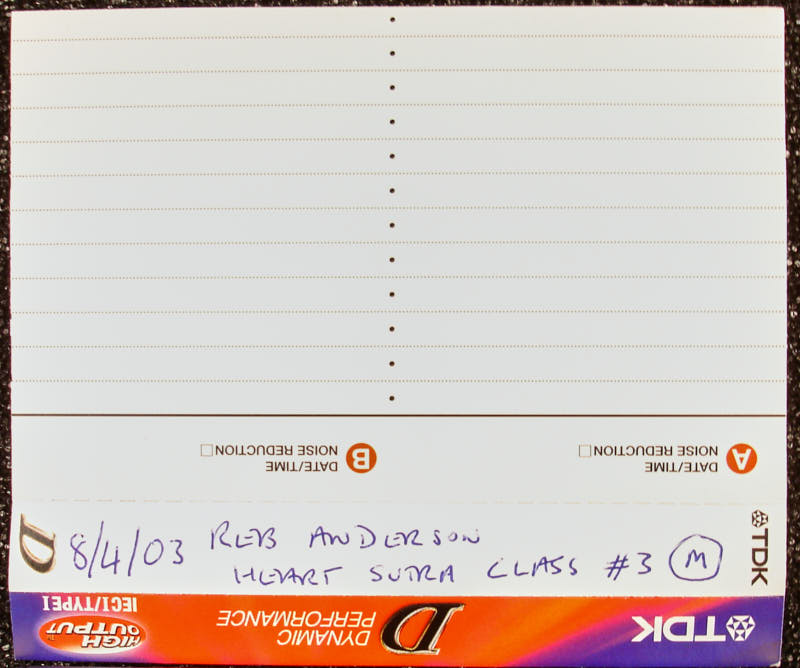 8/4/03 REB ANDERSON
HEART SUTRA CLASS #3 M
D
TDK
A DATE/TIME
NOISE REDUCTION
B DATE/TIME
NOISE REDUCTION
TDK
D DYNAMIC
PERFORMANCE
HIGH
OUTPUT
IECI/TYPE I